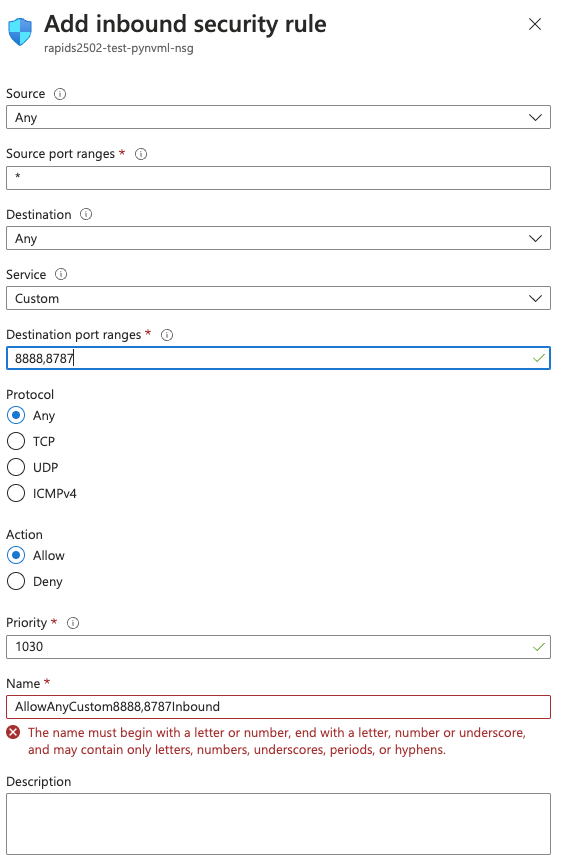 Add inbound security rule
rapids2502-test-pynvml-nsg
Source
Any
Source port ranges *
*
Destination
Any
Service
Custom
Destination port ranges *
8888,8787
Protocol
Any
TCP
UDP
ICMPv4
Action
Allow
Deny
Priority *
1030
Name *
AllowAnyCustom8888,8787Inbound
The name must begin with a letter or number, end with a letter, number or underscore,
and may contain only letters, numbers, underscores, periods, or hyphens.
Description